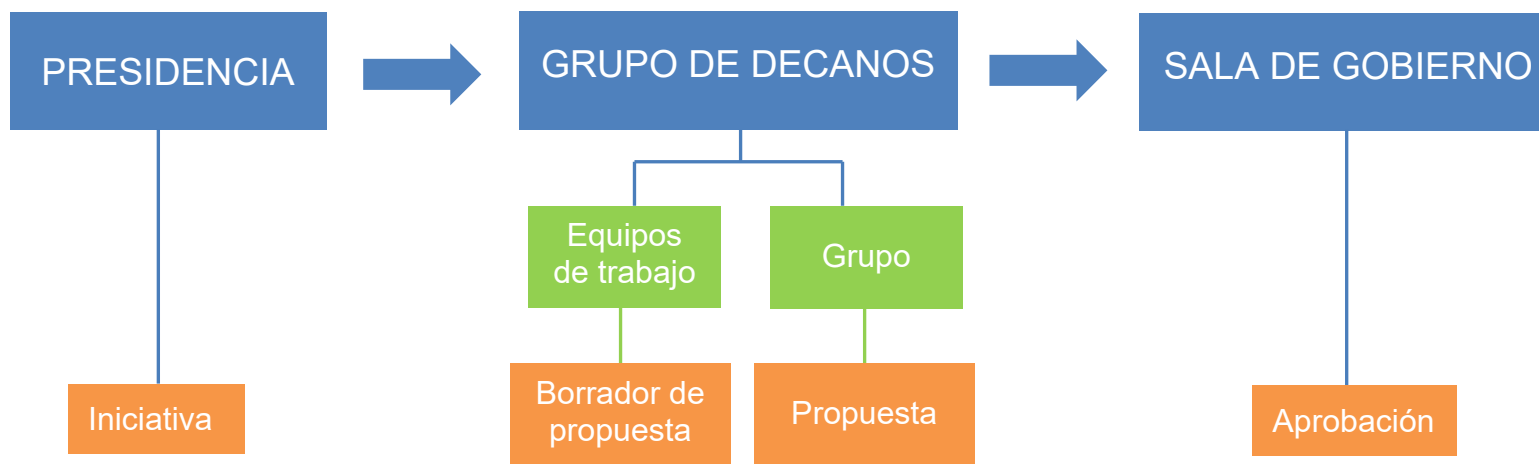 PRESIDENCIA
GRUPO DE DECANOS
SALA DE GOBIERNO
Equipos
de trabajo
Grupo
Iniciativa
Borrador de
propuesta
Propuesta
Aprobación